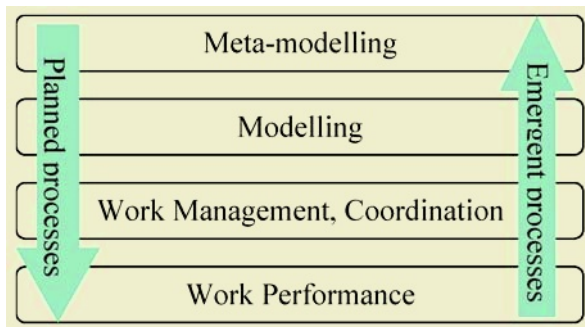 Meta-modelling
Planned processes
Emergent processes
Modelling
Work Management, Coordination
Work Performance